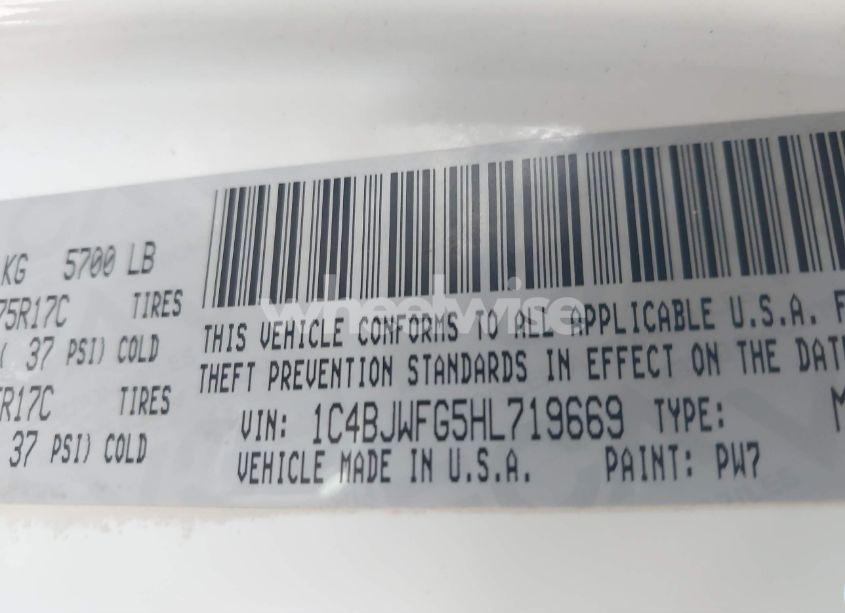 KG 5700 LB
75R17C TIRES
( 37 PSI) COLD
R17C TIRES
37 PSI) COLD
THIS VEHICLE CONFORMS TO ALL APPLICABLE U.S.A. F
THEFT PREVENTION STANDARDS IN EFFECT ON THE DAT
VIN: 1C4BJWFG5HL719669 TYPE: M
VEHICLE MADE IN U.S.A. PAINT: PW7
wheelwise